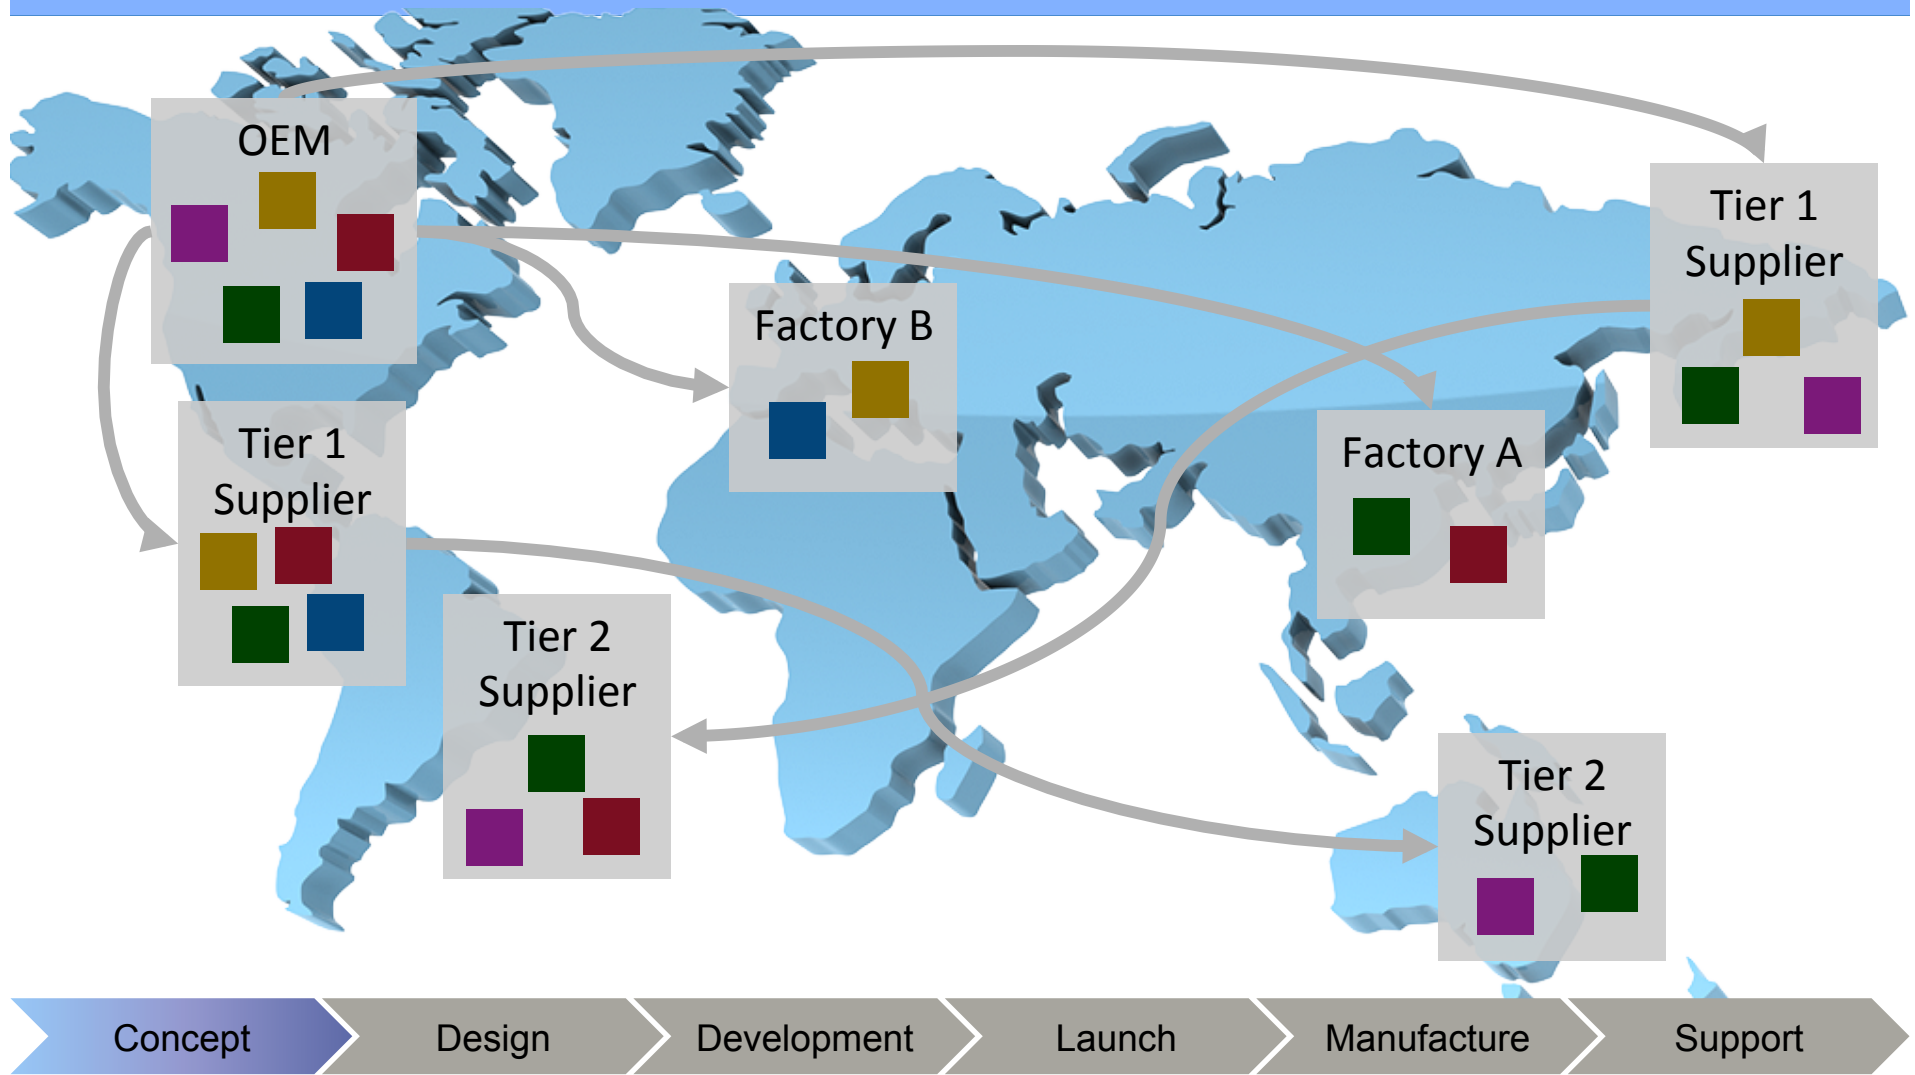 OEM
Tier 1
Supplier
Factory B
Factory A
Tier 1
Supplier
Tier 2
Supplier
Tier 2
Supplier
Concept
Design
Development
Launch
Manufacture
Support